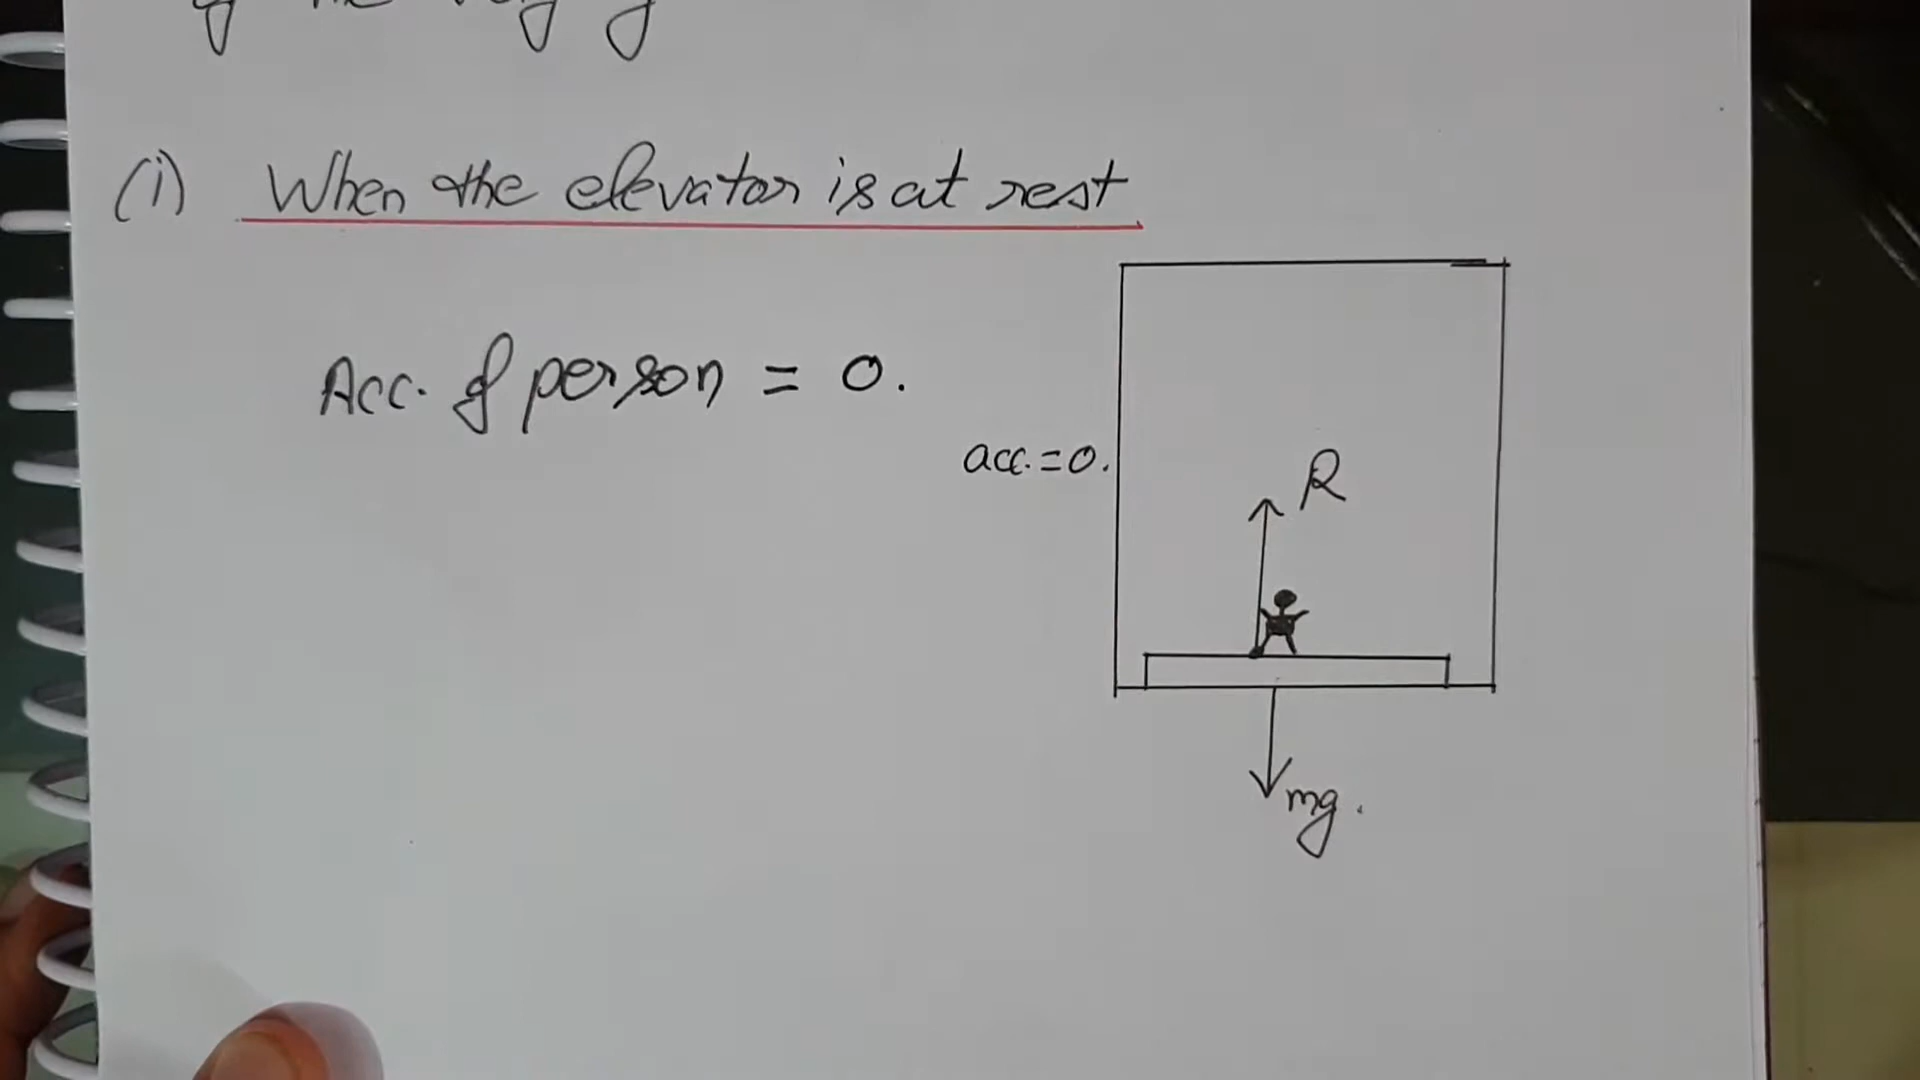 (i) When the elevator is at rest
Acc. of person = 0.
acc. = 0.
R
mg.